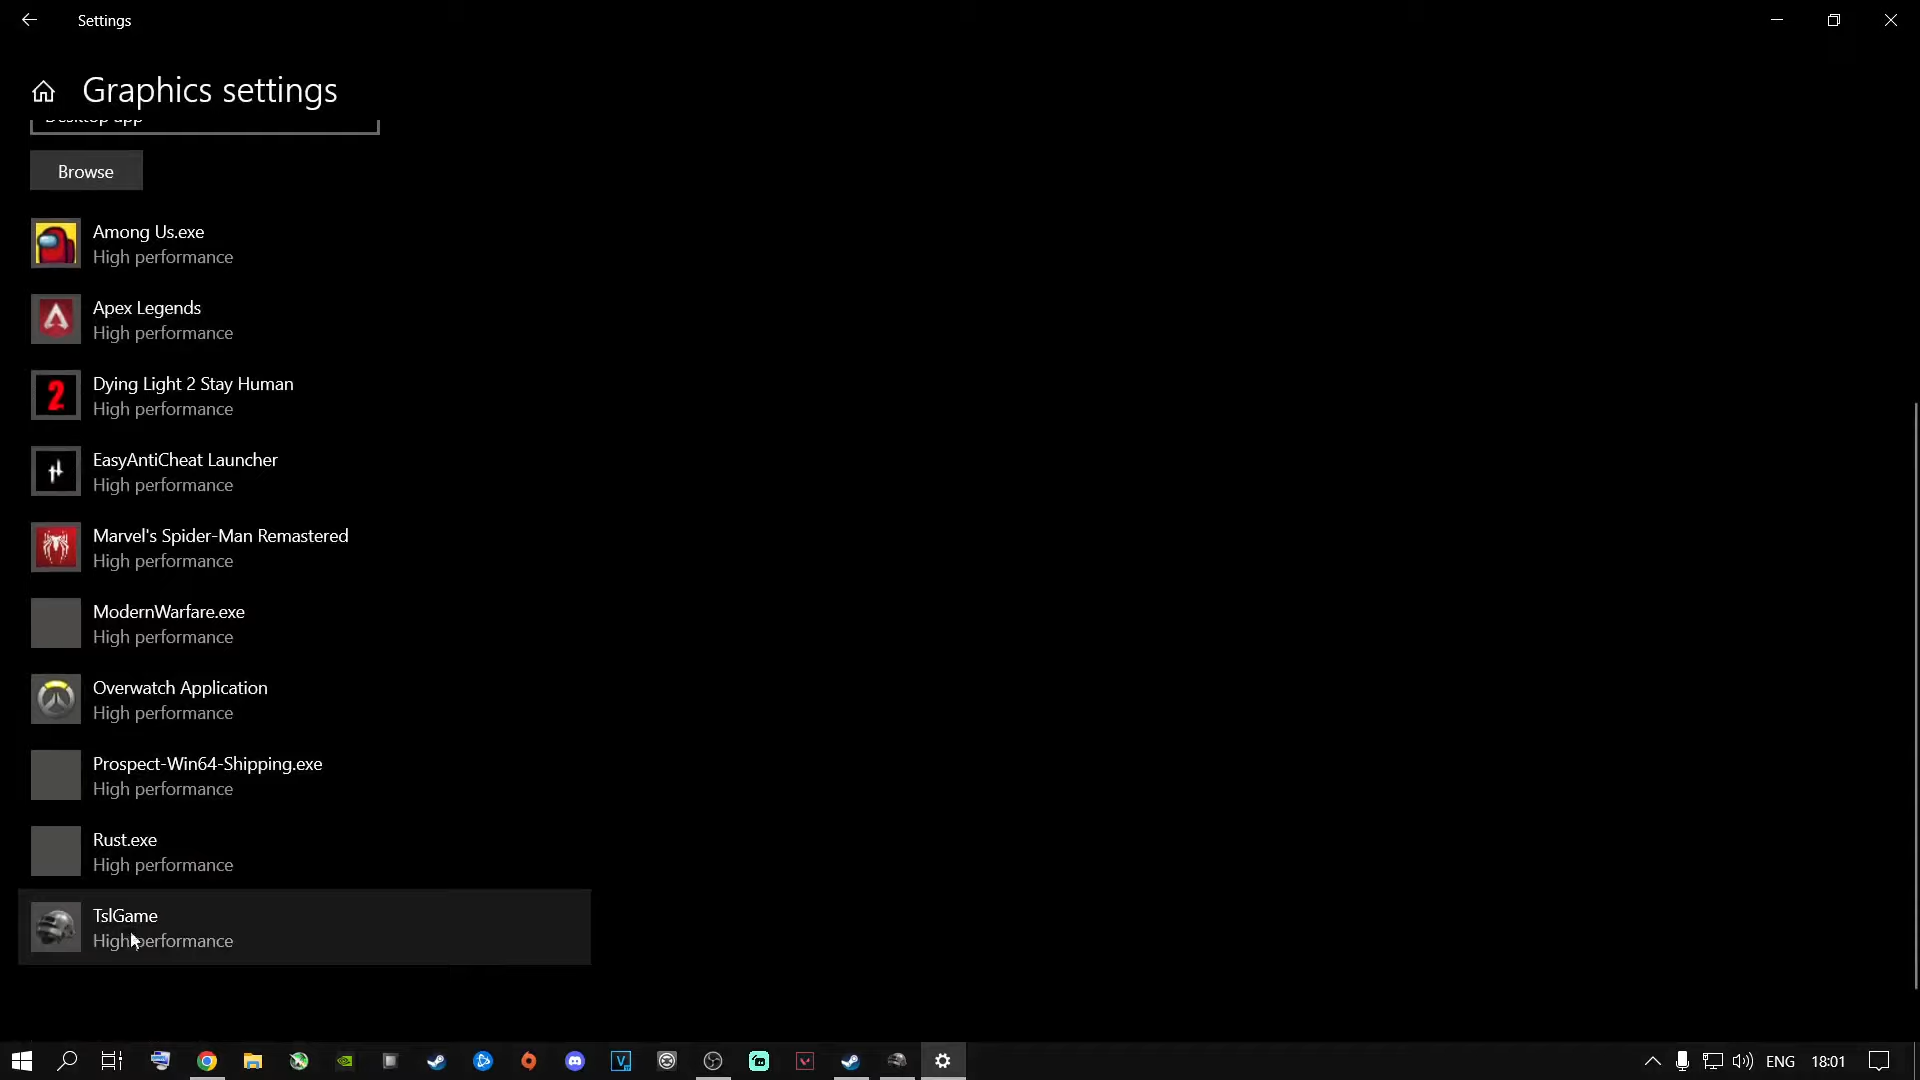 Settings
Graphics settings
Desktop app
Browse
Among Us.exe
High performance
Apex Legends
High performance
Dying Light 2 Stay Human
High performance
EasyAntiCheat Launcher
High performance
Marvel's Spider-Man Remastered
High performance
ModernWarfare.exe
High performance
Overwatch Application
High performance
Prospect-Win64-Shipping.exe
High performance
Rust.exe
High performance
TslGame
High performance
ENG 18:01